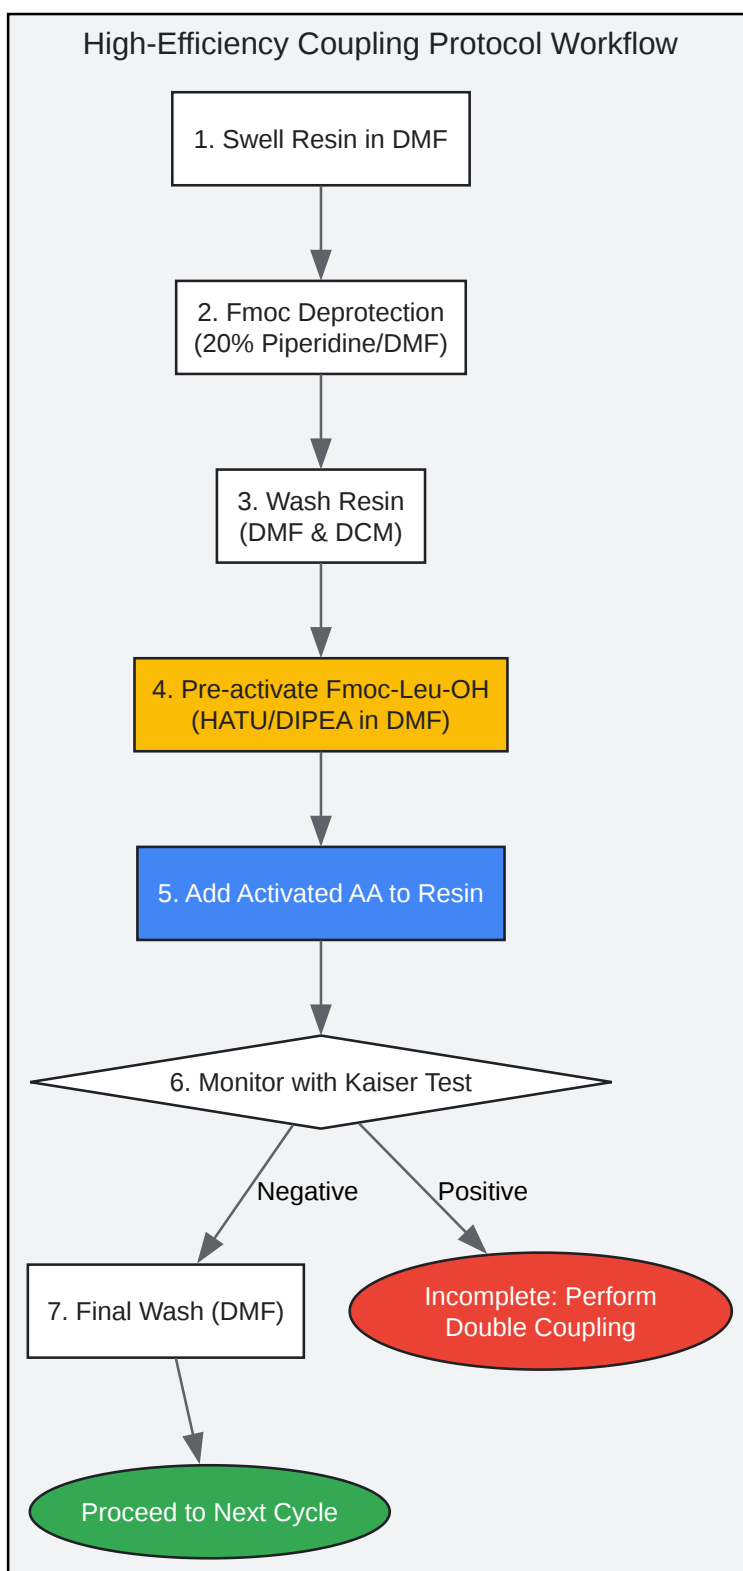 High-Efficiency Coupling Protocol Workflow
1. Swell Resin in DMF
2. Fmoc Deprotection
(20% Piperidine/DMF)
3. Wash Resin
(DMF & DCM)
4. Pre-activate Fmoc-Leu-OH
(HATU/DIPEA in DMF)
5. Add Activated AA to Resin
6. Monitor with Kaiser Test
Negative
Positive
7. Final Wash (DMF)
Incomplete: Perform
Double Coupling
Proceed to Next Cycle